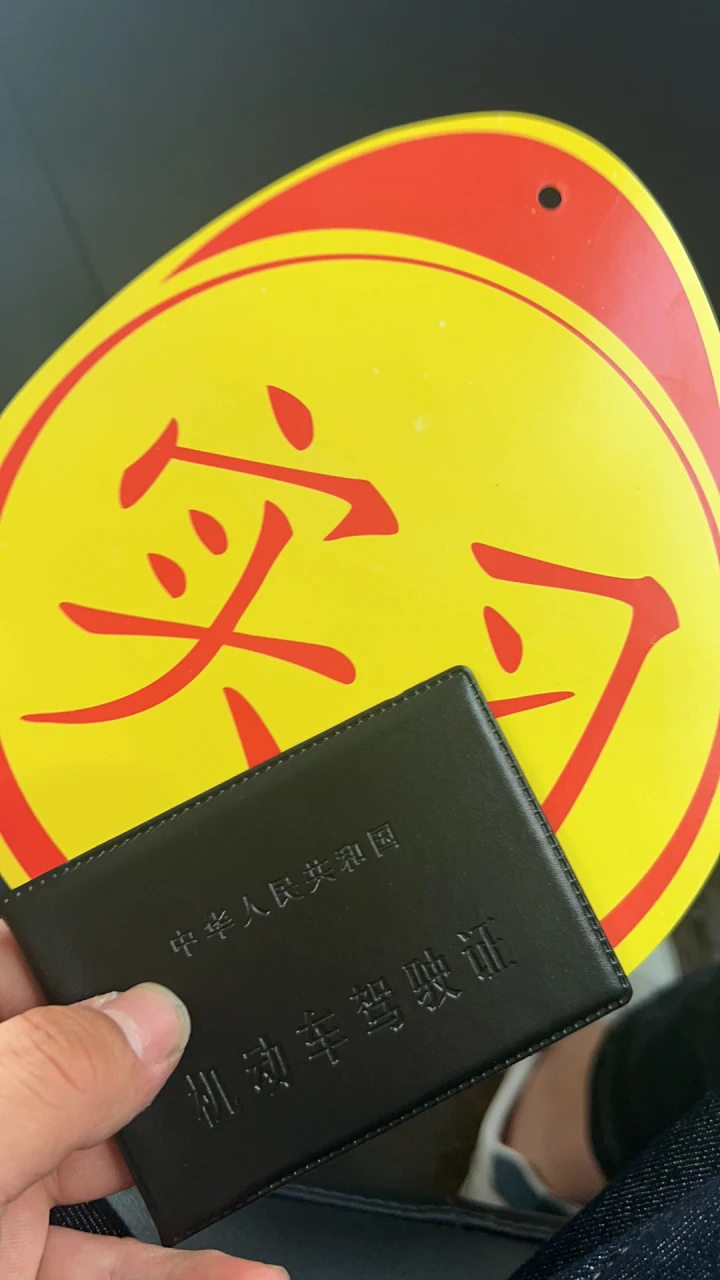 实习
中华人民共和国
机动车驾驶证